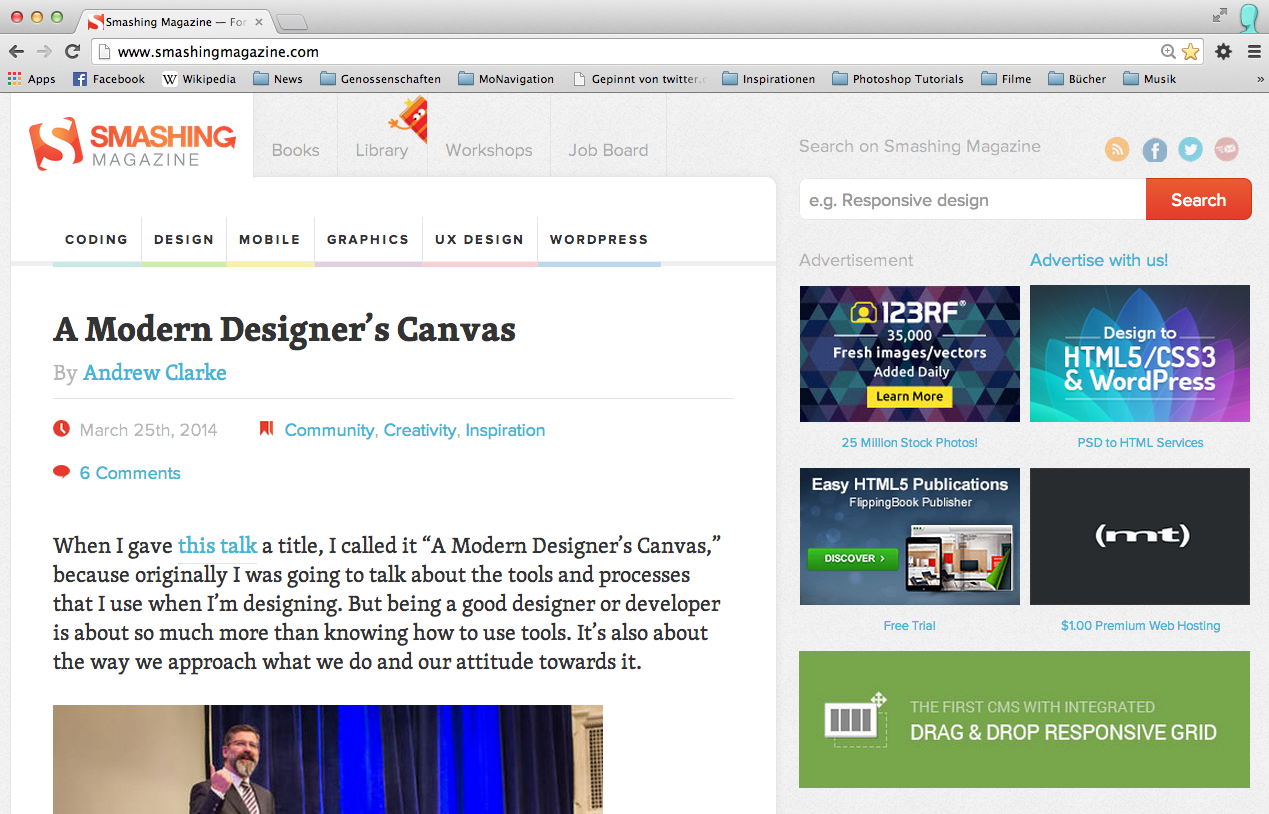 Smashing Magazine — For
www.smashingmagazine.com
Apps Facebook Wikipedia News Genossenschaften MoNavigation Gepinnt von twitter.c Inspirationen Photoshop Tutorials Filme Bücher Musik »
SMASHING
MAGAZINE
Books Library Workshops Job Board
CODING DESIGN MOBILE GRAPHICS UX DESIGN WORDPRESS
A Modern Designer’s Canvas
By Andrew Clarke
March 25th, 2014 Community, Creativity, Inspiration
6 Comments
When I gave this talk a title, I called it “A Modern Designer’s Canvas,”
because originally I was going to talk about the tools and processes
that I use when I’m designing. But being a good designer or developer
is about so much more than knowing how to use tools. It’s also about
the way we approach what we do and our attitude towards it.
Search on Smashing Magazine
e.g. Responsive design Search
Advertisement Advertise with us!
123RF®
35,000
Fresh images/vectors
Added Daily
Learn More
25 Million Stock Photos!
Design to
HTML5/CSS3
& WordPress
PSD to HTML Services
Easy HTML5 Publications
FlippingBook Publisher
DISCOVER ›
Free Trial
(mt)
$1.00 Premium Web Hosting
THE FIRST CMS WITH INTEGRATED
DRAG & DROP RESPONSIVE GRID